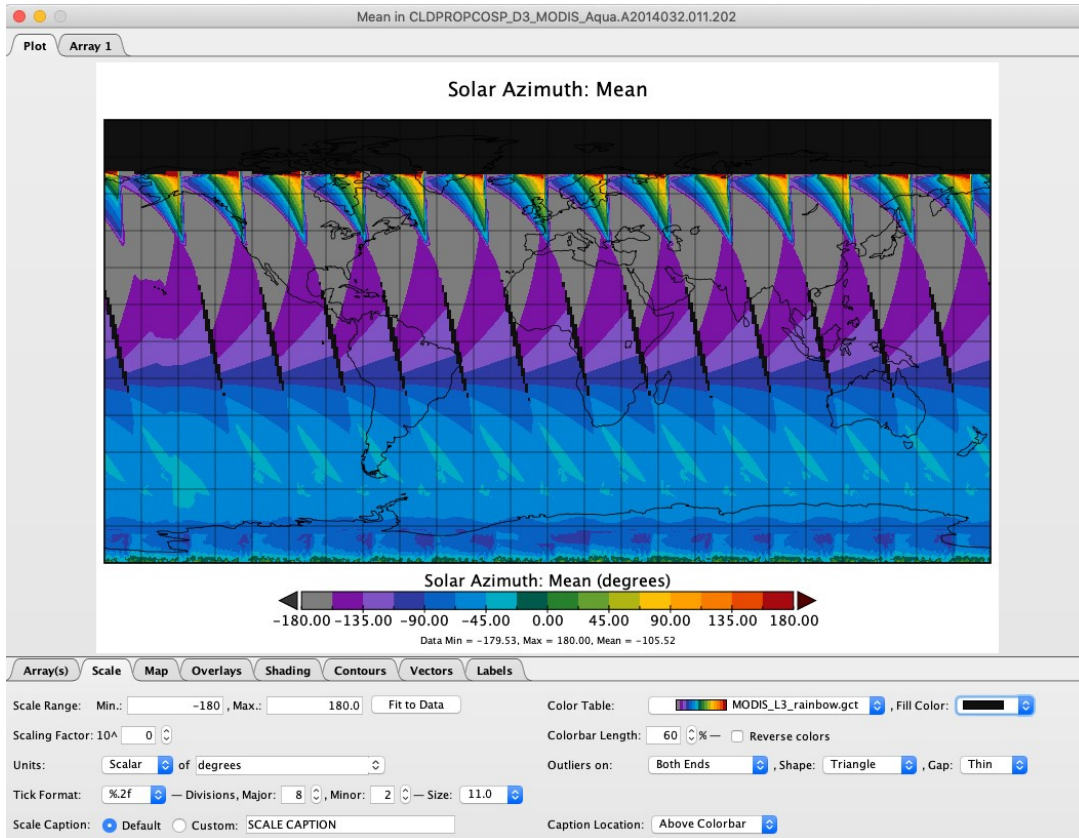 Mean in CLDPROPCOSP_D3_MODIS_Aqua.A2014032.011.202
Plot Array 1
Solar Azimuth: Mean
Solar Azimuth: Mean (degrees)
-180.00 -135.00 -90.00 -45.00 0.00 45.00 90.00 135.00 180.00
Data Min = -179.53, Max = 180.00, Mean = -105.52
Array(s) Scale Map Overlays Shading Contours Vectors Labels
Scale Range: Min.: -180 , Max.: 180.0 Fit to Data Color Table: MODIS_L3_rainbow.gct , Fill Color:
Scaling Factor: 10^ 0 Colorbar Length: 60 % — Reverse colors
Units: Scalar of degrees Outliers on: Both Ends , Shape: Triangle , Gap: Thin
Tick Format: %.2f — Divisions, Major: 8 , Minor: 2 — Size: 11.0
Scale Caption: Default Custom: SCALE CAPTION Caption Location: Above Colorbar